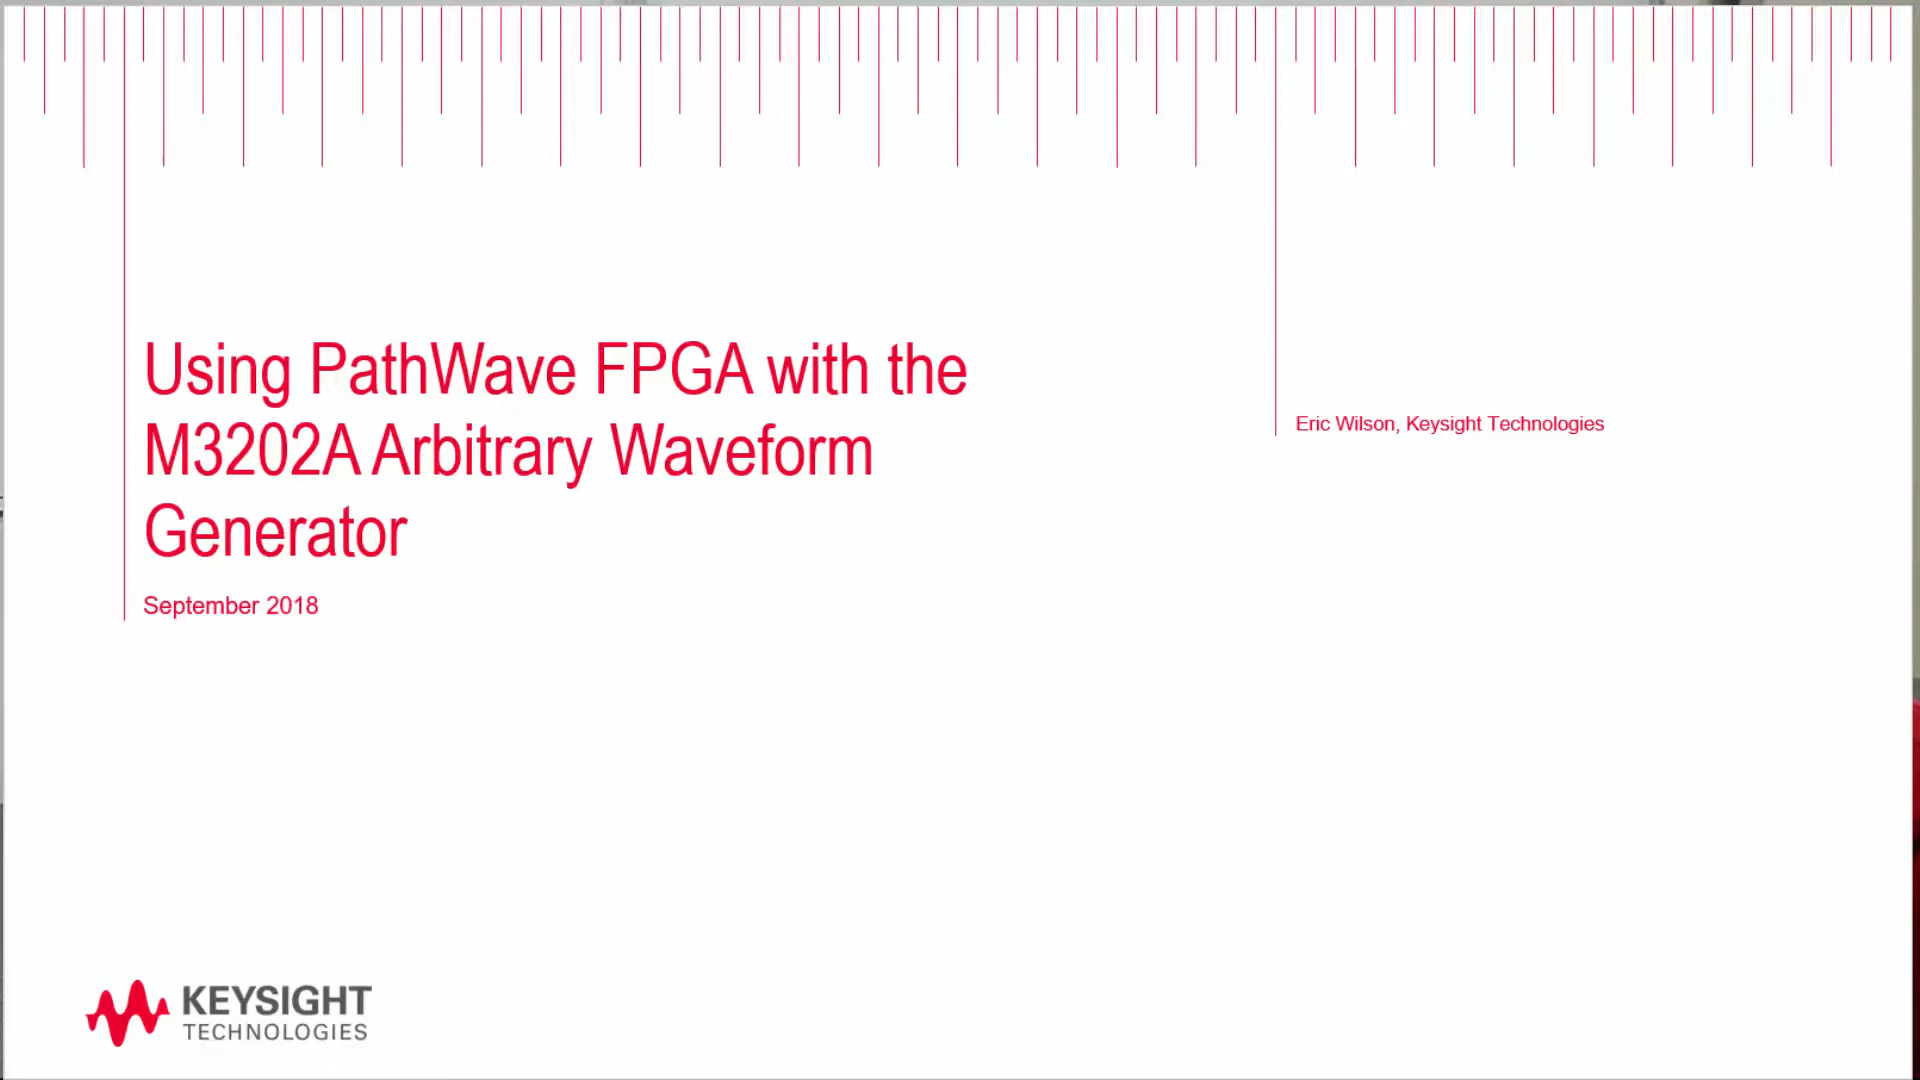 Using PathWave FPGA with the
M3202A Arbitrary Waveform
Generator
September 2018
Eric Wilson, Keysight Technologies
KEYSIGHT
TECHNOLOGIES